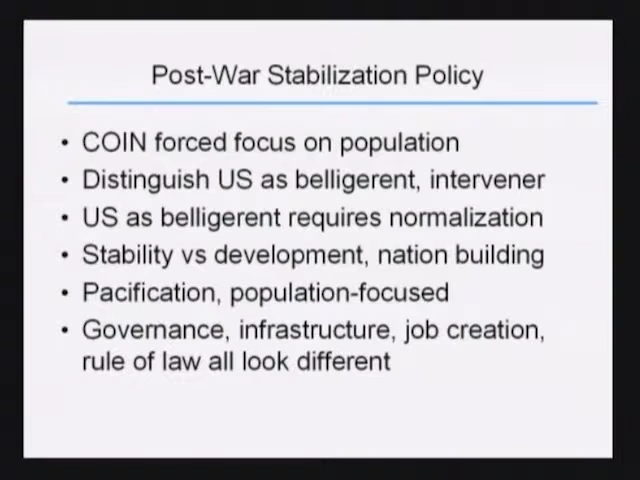 Post-War Stabilization Policy
• COIN forced focus on population
• Distinguish US as belligerent, intervener
• US as belligerent requires normalization
• Stability vs development, nation building
• Pacification, population-focused
• Governance, infrastructure, job creation,
rule of law all look different